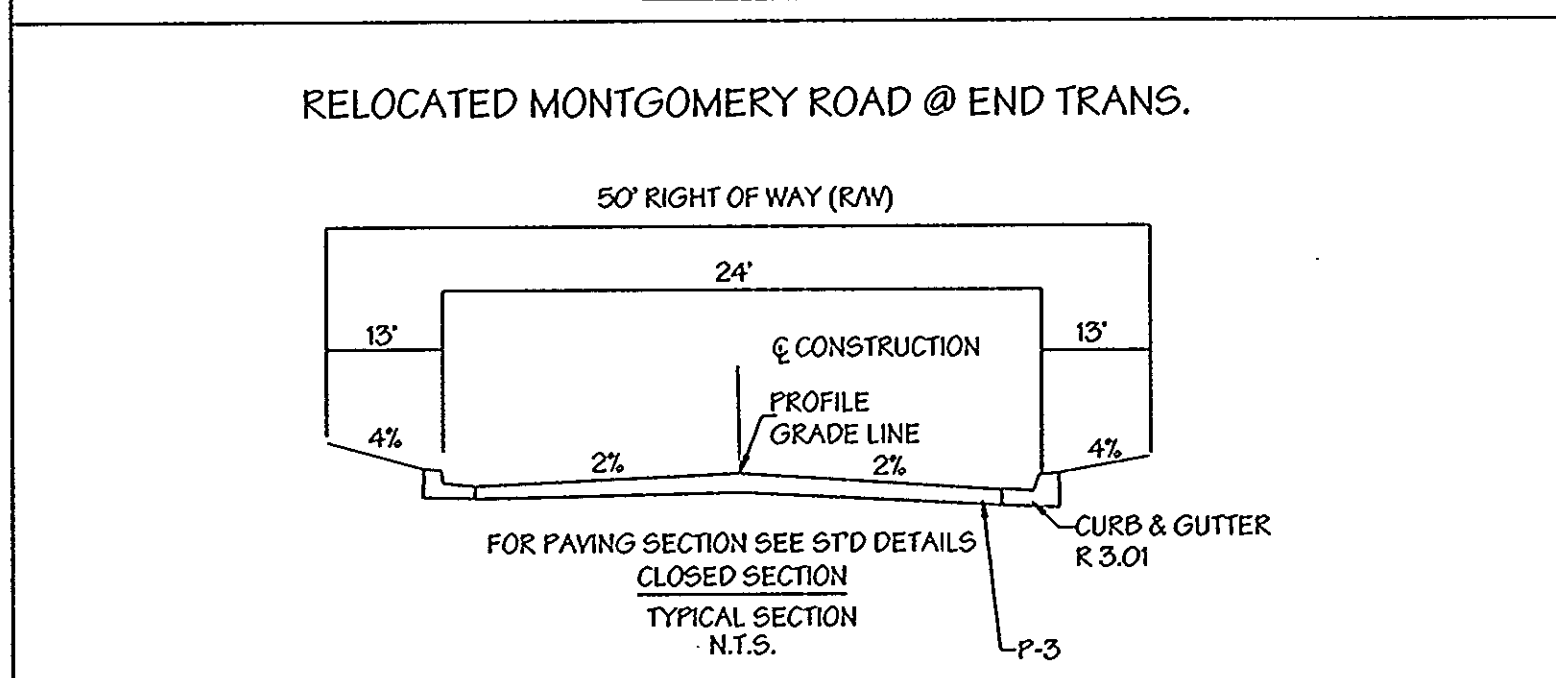 RELOCATED MONTGOMERY ROAD @ END TRANS.
50' RIGHT OF WAY (R/W)
24'
13'
13'
℄ CONSTRUCTION
PROFILE
GRADE LINE
4%
2%
2%
4%
CURB & GUTTER
R 3.01
FOR PAVING SECTION SEE ST'D DETAILS
CLOSED SECTION
TYPICAL SECTION
N.T.S.
P-3